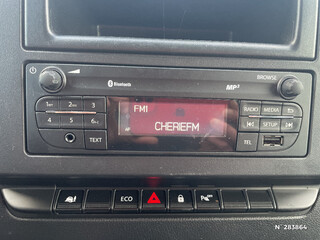 Bluetooth
MP3
BROWSE
FM1
CHERIEFM
1
2
3
4
5
6
TEXT
RADIO
MEDIA
SETUP
TEL
ECO
N° 283864